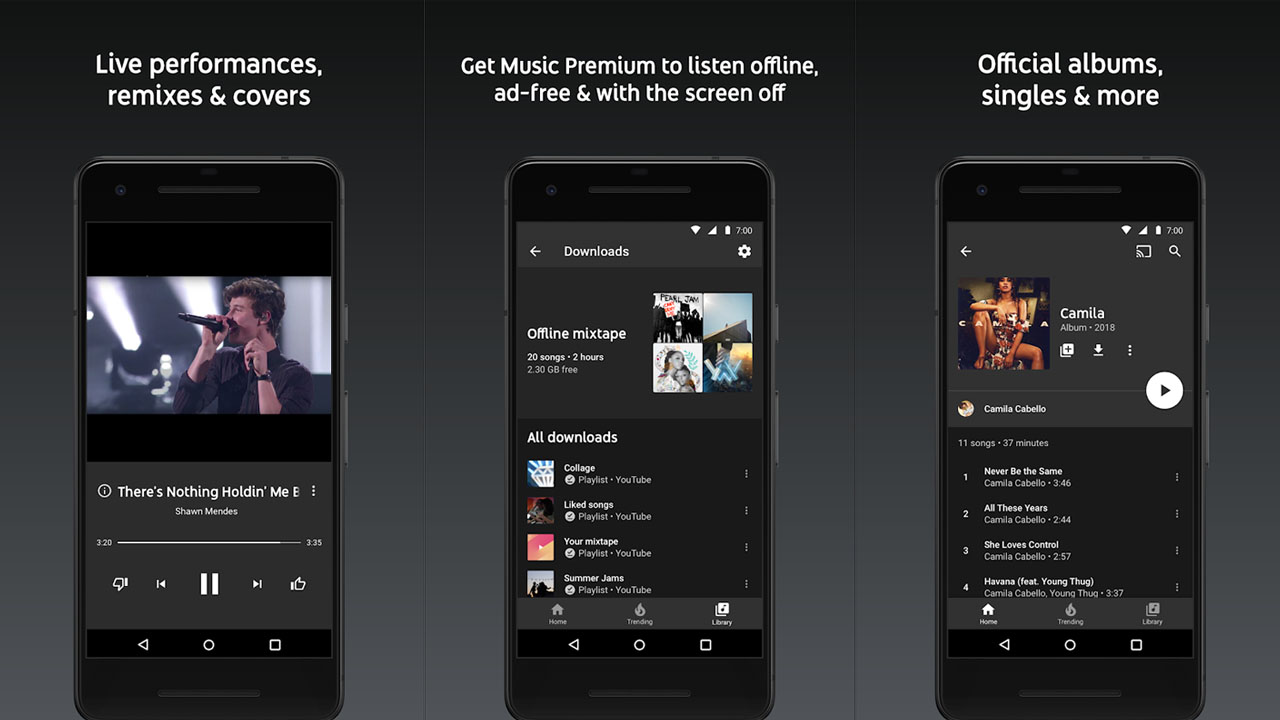 Live performances,
remixes & covers
There's Nothing Holdin' Me B
Shawn Mendes
3:20
3:35
Get Music Premium to listen offline,
ad-free & with the screen off
7:00
Downloads
Offline mixtape
20 songs • 2 hours
2.30 GB free
PEARL JAM
All downloads
Collage
Playlist • YouTube
Liked songs
Playlist • YouTube
Your mixtape
Playlist • YouTube
Summer Jams
Playlist • YouTube
Home
Trending
Library
Official albums,
singles & more
7:00
CAMILA
Camila
Album • 2018
Camila Cabello
11 songs • 37 minutes
1 Never Be the Same
Camila Cabello • 3:46
2 All These Years
Camila Cabello • 2:44
3 She Loves Control
Camila Cabello • 2:57
4 Havana (feat. Young Thug)
Camila Cabello, Young Thug • 3:37
Home
Trending
Library